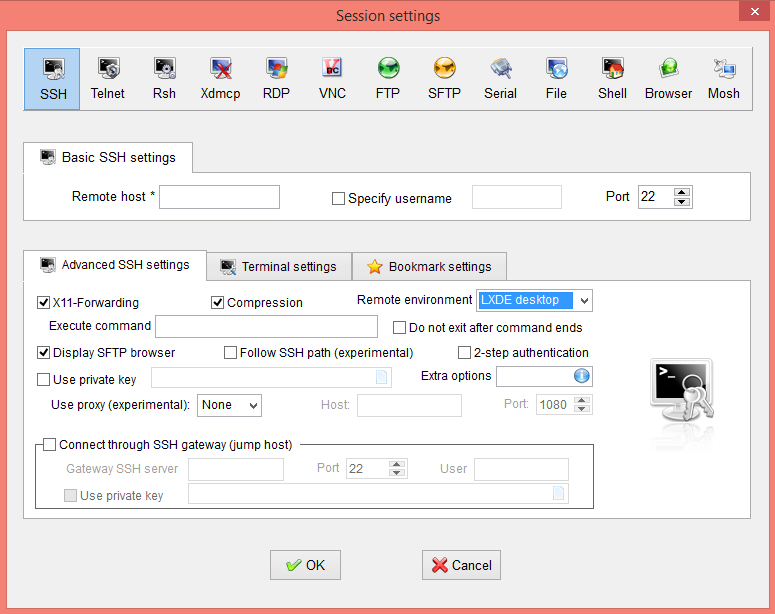 Session settings
SSH Telnet Rsh Xdmcp RDP VNC FTP SFTP Serial File Shell Browser Mosh
Basic SSH settings
Remote host * Specify username Port 22
Advanced SSH settings Terminal settings Bookmark settings
X11-Forwarding Compression Remote environment LXDE desktop
Execute command Do not exit after command ends
Display SFTP browser Follow SSH path (experimental) 2-step authentication
Use private key Extra options
Use proxy (experimental): None Host: Port: 1080
Connect through SSH gateway (jump host)
Gateway SSH server Port 22 User
Use private key
OK Cancel